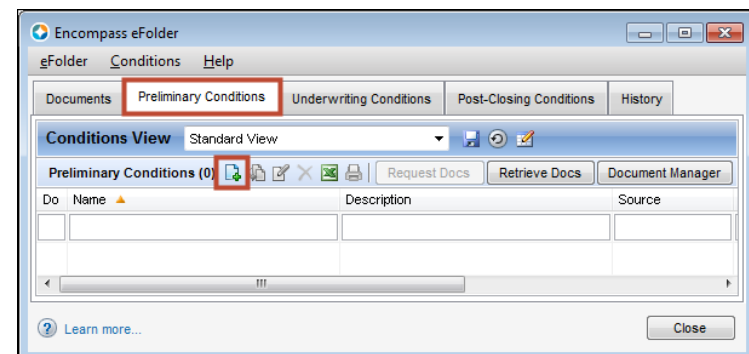 Encompass eFolder
eFolder Conditions Help
Documents Preliminary Conditions Underwriting Conditions Post-Closing Conditions History
Conditions View Standard View
Preliminary Conditions (0) Request Docs Retrieve Docs Document Manager
Do Name Description Source
? Learn more... Close